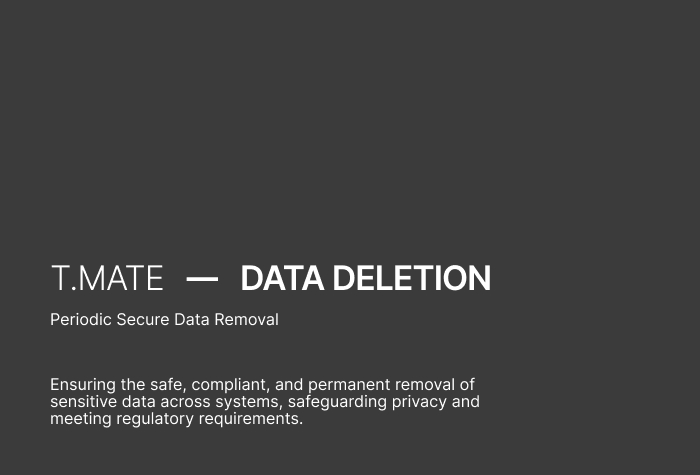 T.MATE — DATA DELETION
Periodic Secure Data Removal
Ensuring the safe, compliant, and permanent removal of
sensitive data across systems, safeguarding privacy and
meeting regulatory requirements.